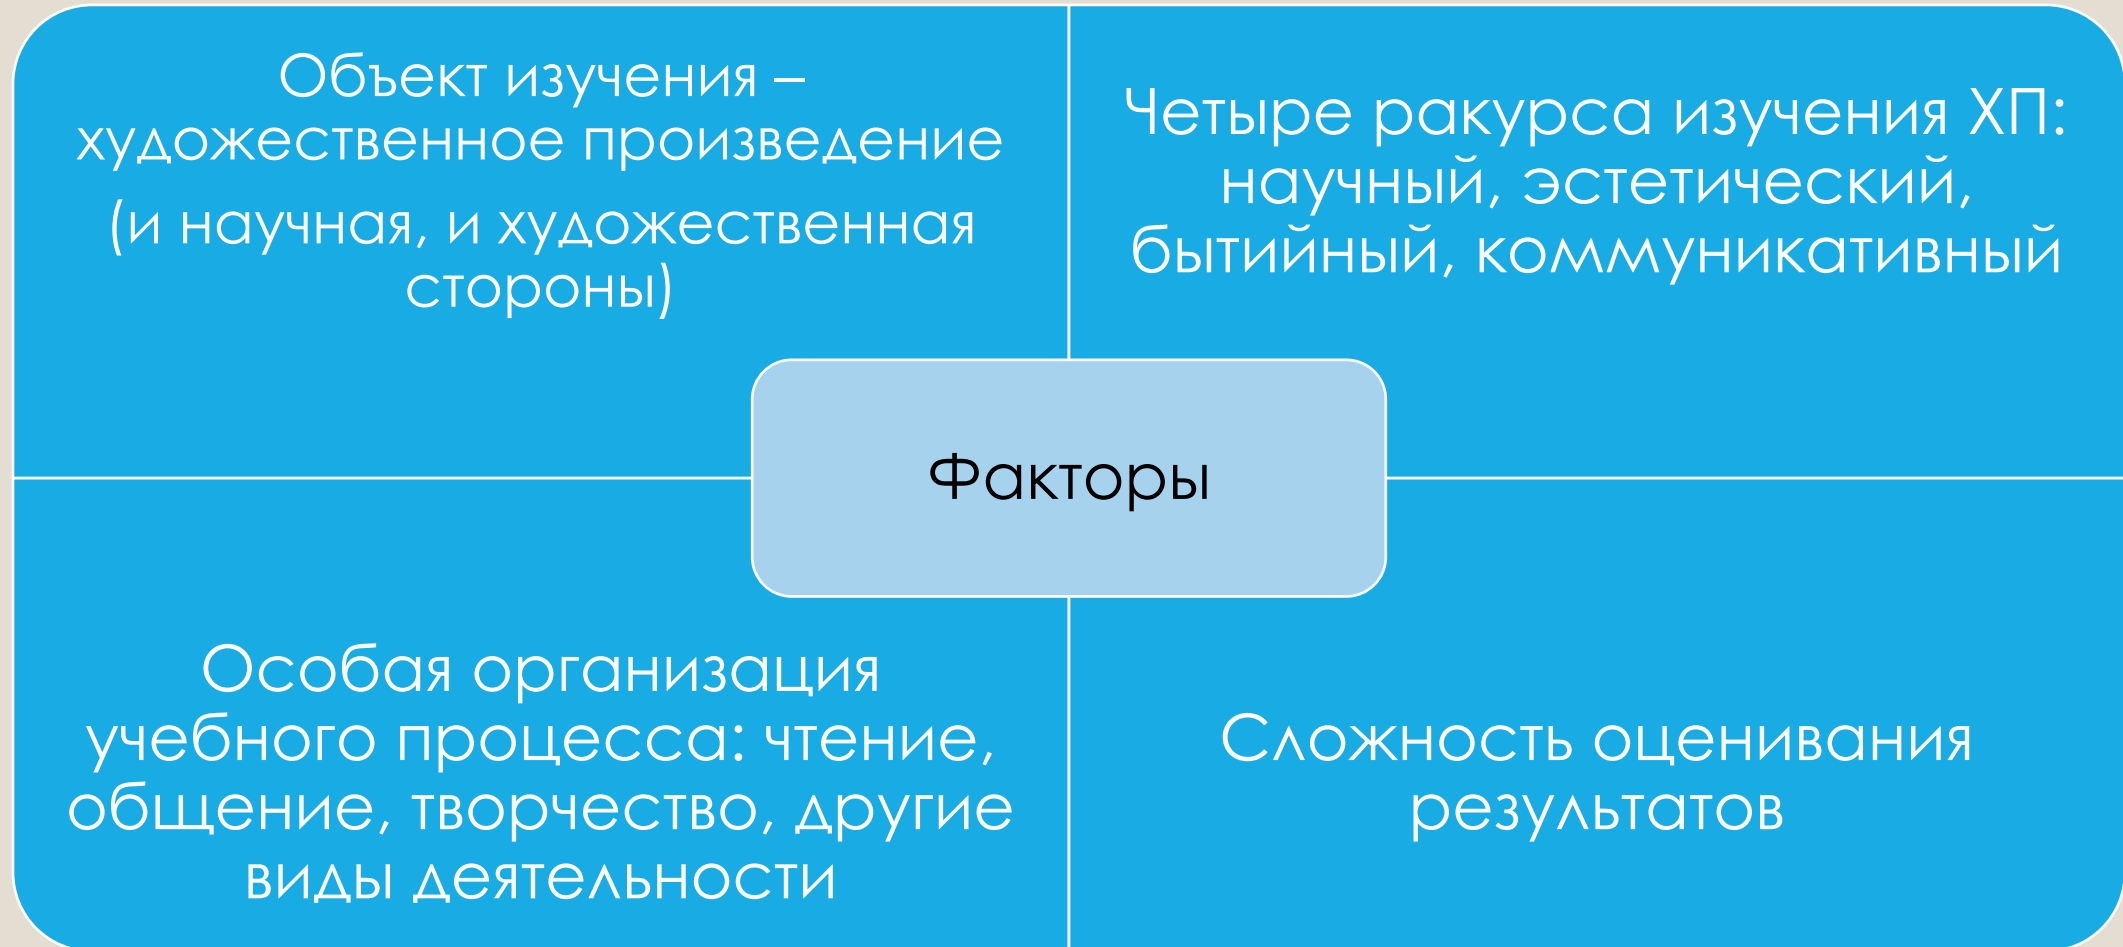 Объект изучения –
художественное произведение
(и научная, и художественная
стороны)
Четыре ракурса изучения ХП:
научный, эстетический,
бытийный, коммуникативный
Факторы
Особая организация
учебного процесса: чтение,
общение, творчество, другие
виды деятельности
Сложность оценивания
результатов